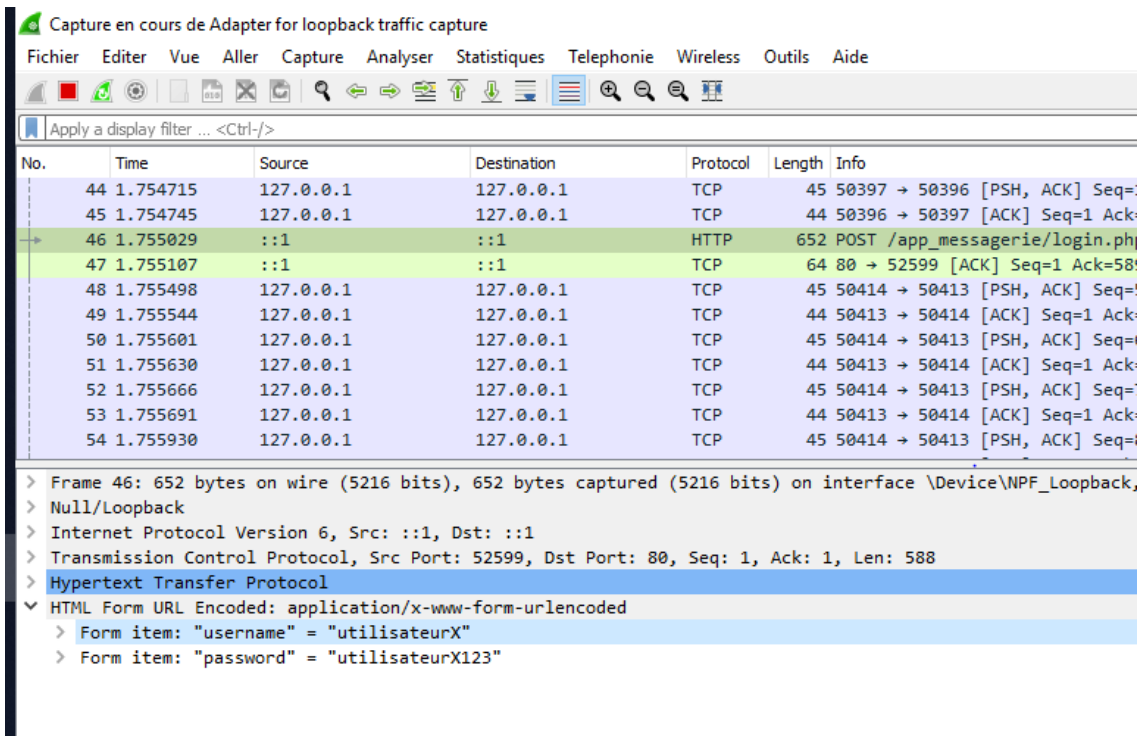 Capture en cours de Adapter for loopback traffic capture
Fichier Editer Vue Aller Capture Analyser Statistiques Telephonie Wireless Outils Aide
Apply a display filter ... <Ctrl-/>
No. Time Source Destination Protocol Length Info
44 1.754715 127.0.0.1 127.0.0.1 TCP 45 50397 → 50396 [PSH, ACK] Seq=
45 1.754745 127.0.0.1 127.0.0.1 TCP 44 50396 → 50397 [ACK] Seq=1 Ack
46 1.755029 ::1 ::1 HTTP 652 POST /app_messagerie/login.php
47 1.755107 ::1 ::1 TCP 64 80 → 52599 [ACK] Seq=1 Ack=589
48 1.755498 127.0.0.1 127.0.0.1 TCP 45 50414 → 50413 [PSH, ACK] Seq=
49 1.755544 127.0.0.1 127.0.0.1 TCP 44 50413 → 50414 [ACK] Seq=1 Ack=
50 1.755601 127.0.0.1 127.0.0.1 TCP 45 50414 → 50413 [PSH, ACK] Seq=
51 1.755630 127.0.0.1 127.0.0.1 TCP 44 50413 → 50414 [ACK] Seq=1 Ack=
52 1.755666 127.0.0.1 127.0.0.1 TCP 45 50414 → 50413 [PSH, ACK] Seq=
53 1.755691 127.0.0.1 127.0.0.1 TCP 44 50413 → 50414 [ACK] Seq=1 Ack=
54 1.755930 127.0.0.1 127.0.0.1 TCP 45 50414 → 50413 [PSH, ACK] Seq=
Frame 46: 652 bytes on wire (5216 bits), 652 bytes captured (5216 bits) on interface \Device\NPF_Loopback,
Null/Loopback
Internet Protocol Version 6, Src: ::1, Dst: ::1
Transmission Control Protocol, Src Port: 52599, Dst Port: 80, Seq: 1, Ack: 1, Len: 588
Hypertext Transfer Protocol
HTML Form URL Encoded: application/x-www-form-urlencoded
Form item: "username" = "utilisateurX"
Form item: "password" = "utilisateurX123"